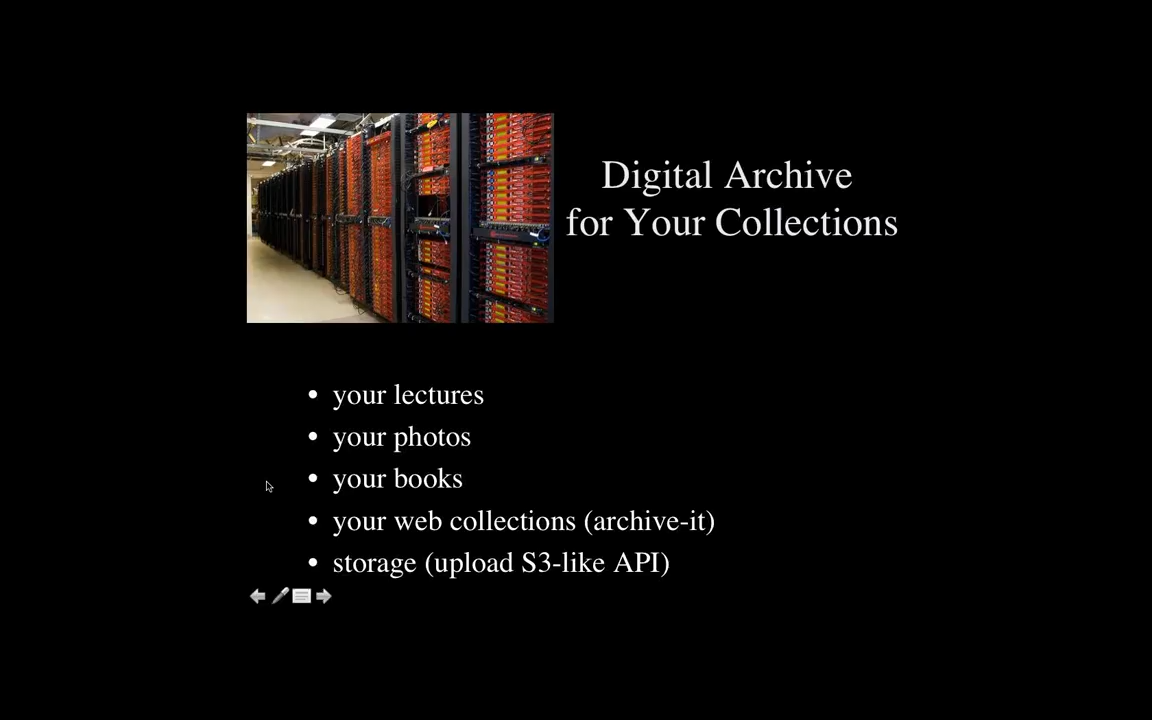 Digital Archive
for Your Collections
• your lectures
• your photos
• your books
• your web collections (archive-it)
• storage (upload S3-like API)